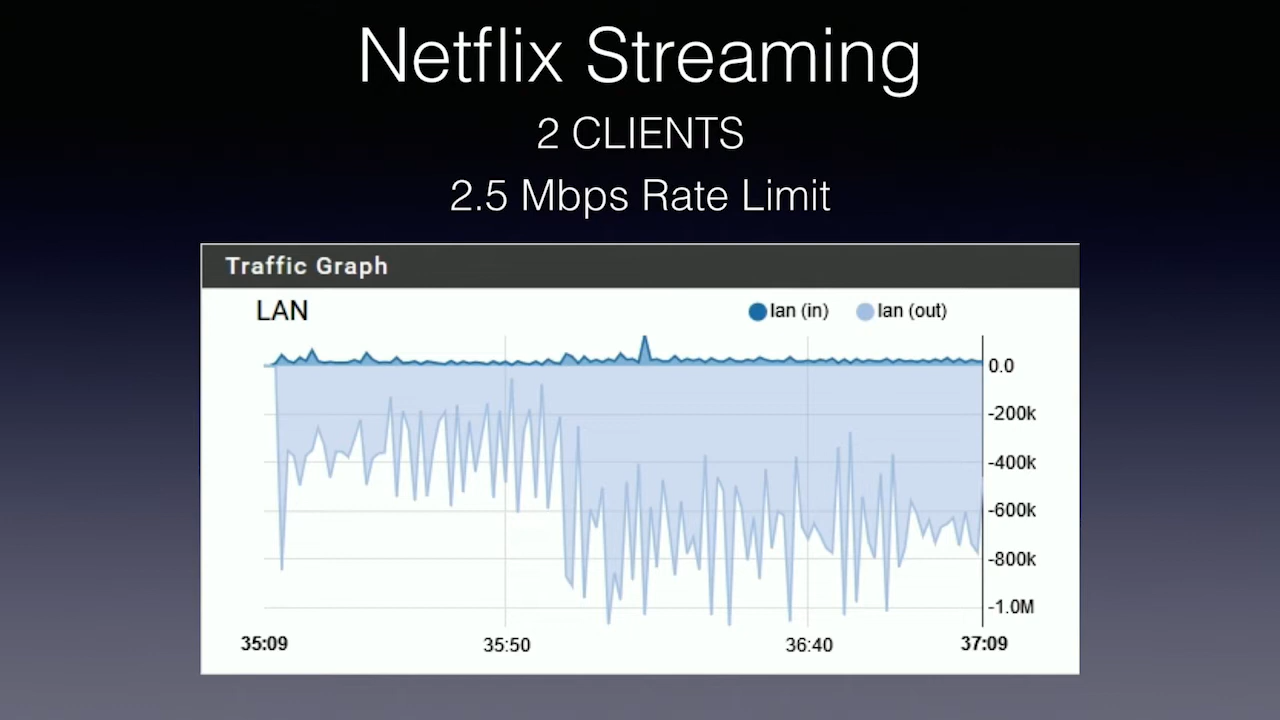 Netflix Streaming
2 CLIENTS
2.5 Mbps Rate Limit
Traffic Graph
LAN
lan (in) lan (out)
0.0
-200k
-400k
-600k
-800k
-1.0M
35:09 35:50 36:40 37:09